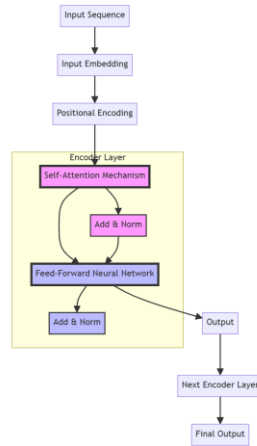 Input Sequence
Input Embedding
Positional Encoding
Encoder Layer
Self-Attention Mechanism
Add & Norm
Feed-Forward Neural Network
Add & Norm
Output
Next Encoder Layer
Final Output